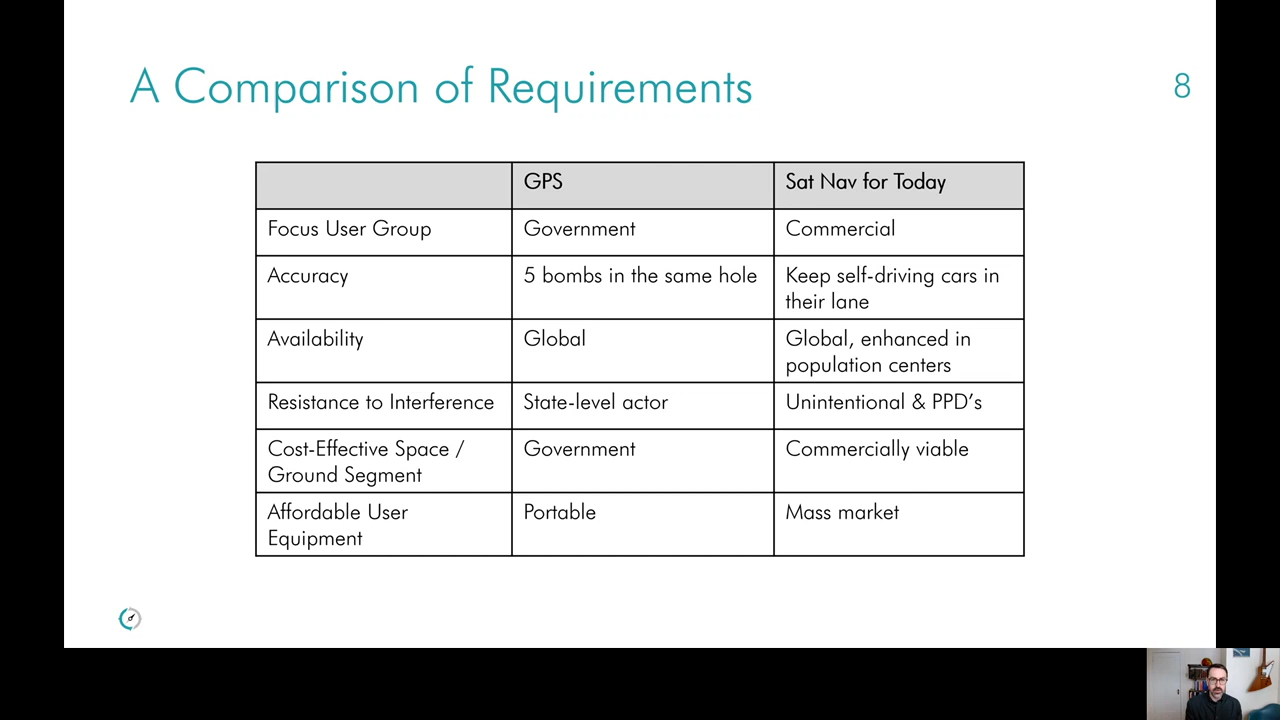 A Comparison of Requirements
8
GPS
Sat Nav for Today
Focus User Group
Government
Commercial
Accuracy
5 bombs in the same hole
Keep self-driving cars in
their lane
Availability
Global
Global, enhanced in
population centers
Resistance to Interference
State-level actor
Unintentional & PPD's
Cost-Effective Space /
Ground Segment
Government
Commercially viable
Affordable User
Equipment
Portable
Mass market